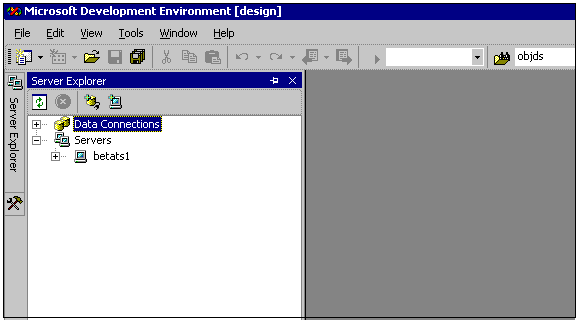 Microsoft Development Environment [design]
File Edit View Tools Window Help
objds
Server Explorer
Server Explorer
Data Connections
Servers
betats1